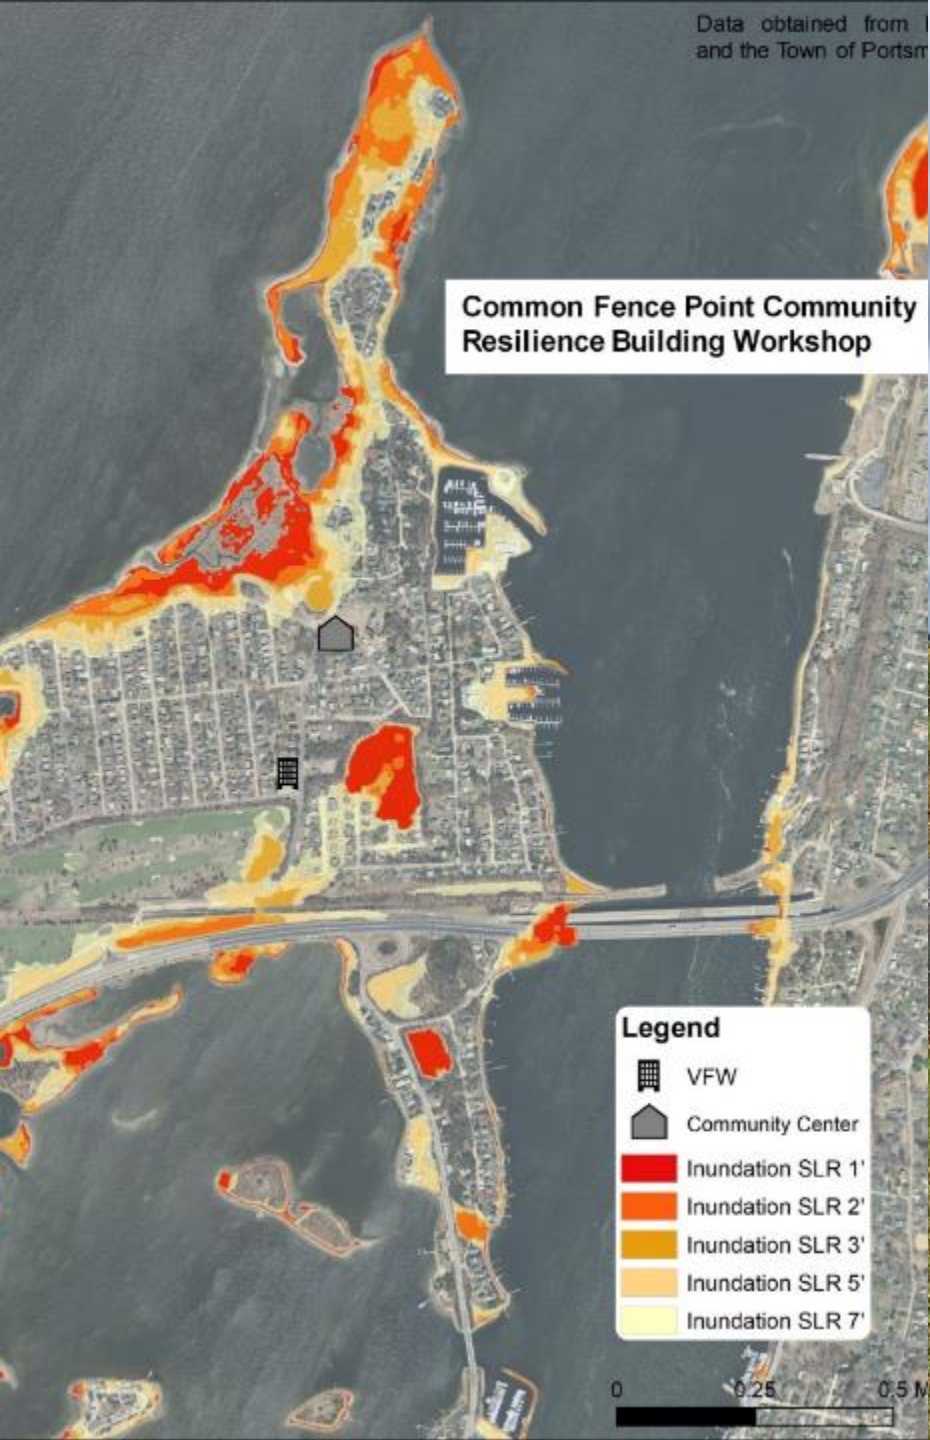 Data obtained from
and the Town of
Common Fence Point Community
Resilience Building Workshop
Legend
VFW
Community Center
Inundation SLR 1'
Inundation SLR 2'
Inundation SLR 3'
Inundation SLR 5'
Inundation SLR 7'
0 0.25 0.5